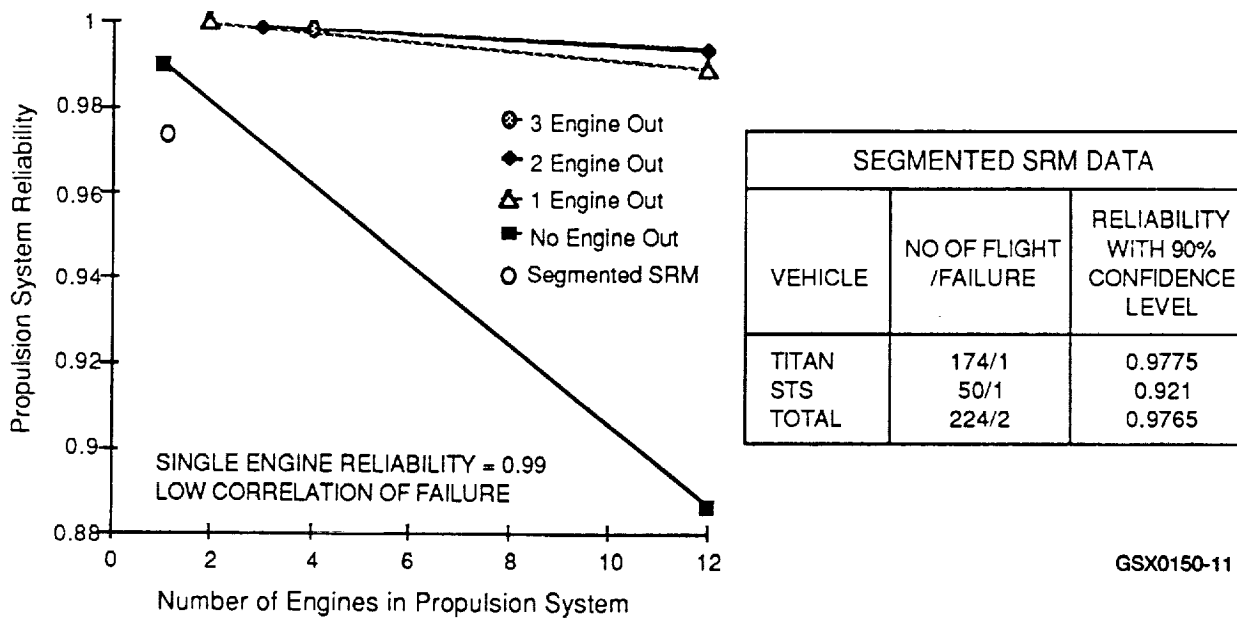 1
0.98
0.96
0.94
0.92
0.9
0.88
Propulsion System Reliability
3 Engine Out
2 Engine Out
1 Engine Out
No Engine Out
Segmented SRM
SINGLE ENGINE RELIABILITY = 0.99
LOW CORRELATION OF FAILURE
0 2 4 6 8 10 12
Number of Engines in Propulsion System
SEGMENTED SRM DATA
VEHICLE
NO OF FLIGHT
/FAILURE
RELIABILITY
WITH 90%
CONFIDENCE
LEVEL
TITAN 174/1 0.9775
STS 50/1 0.921
TOTAL 224/2 0.9765
GSX0150-11